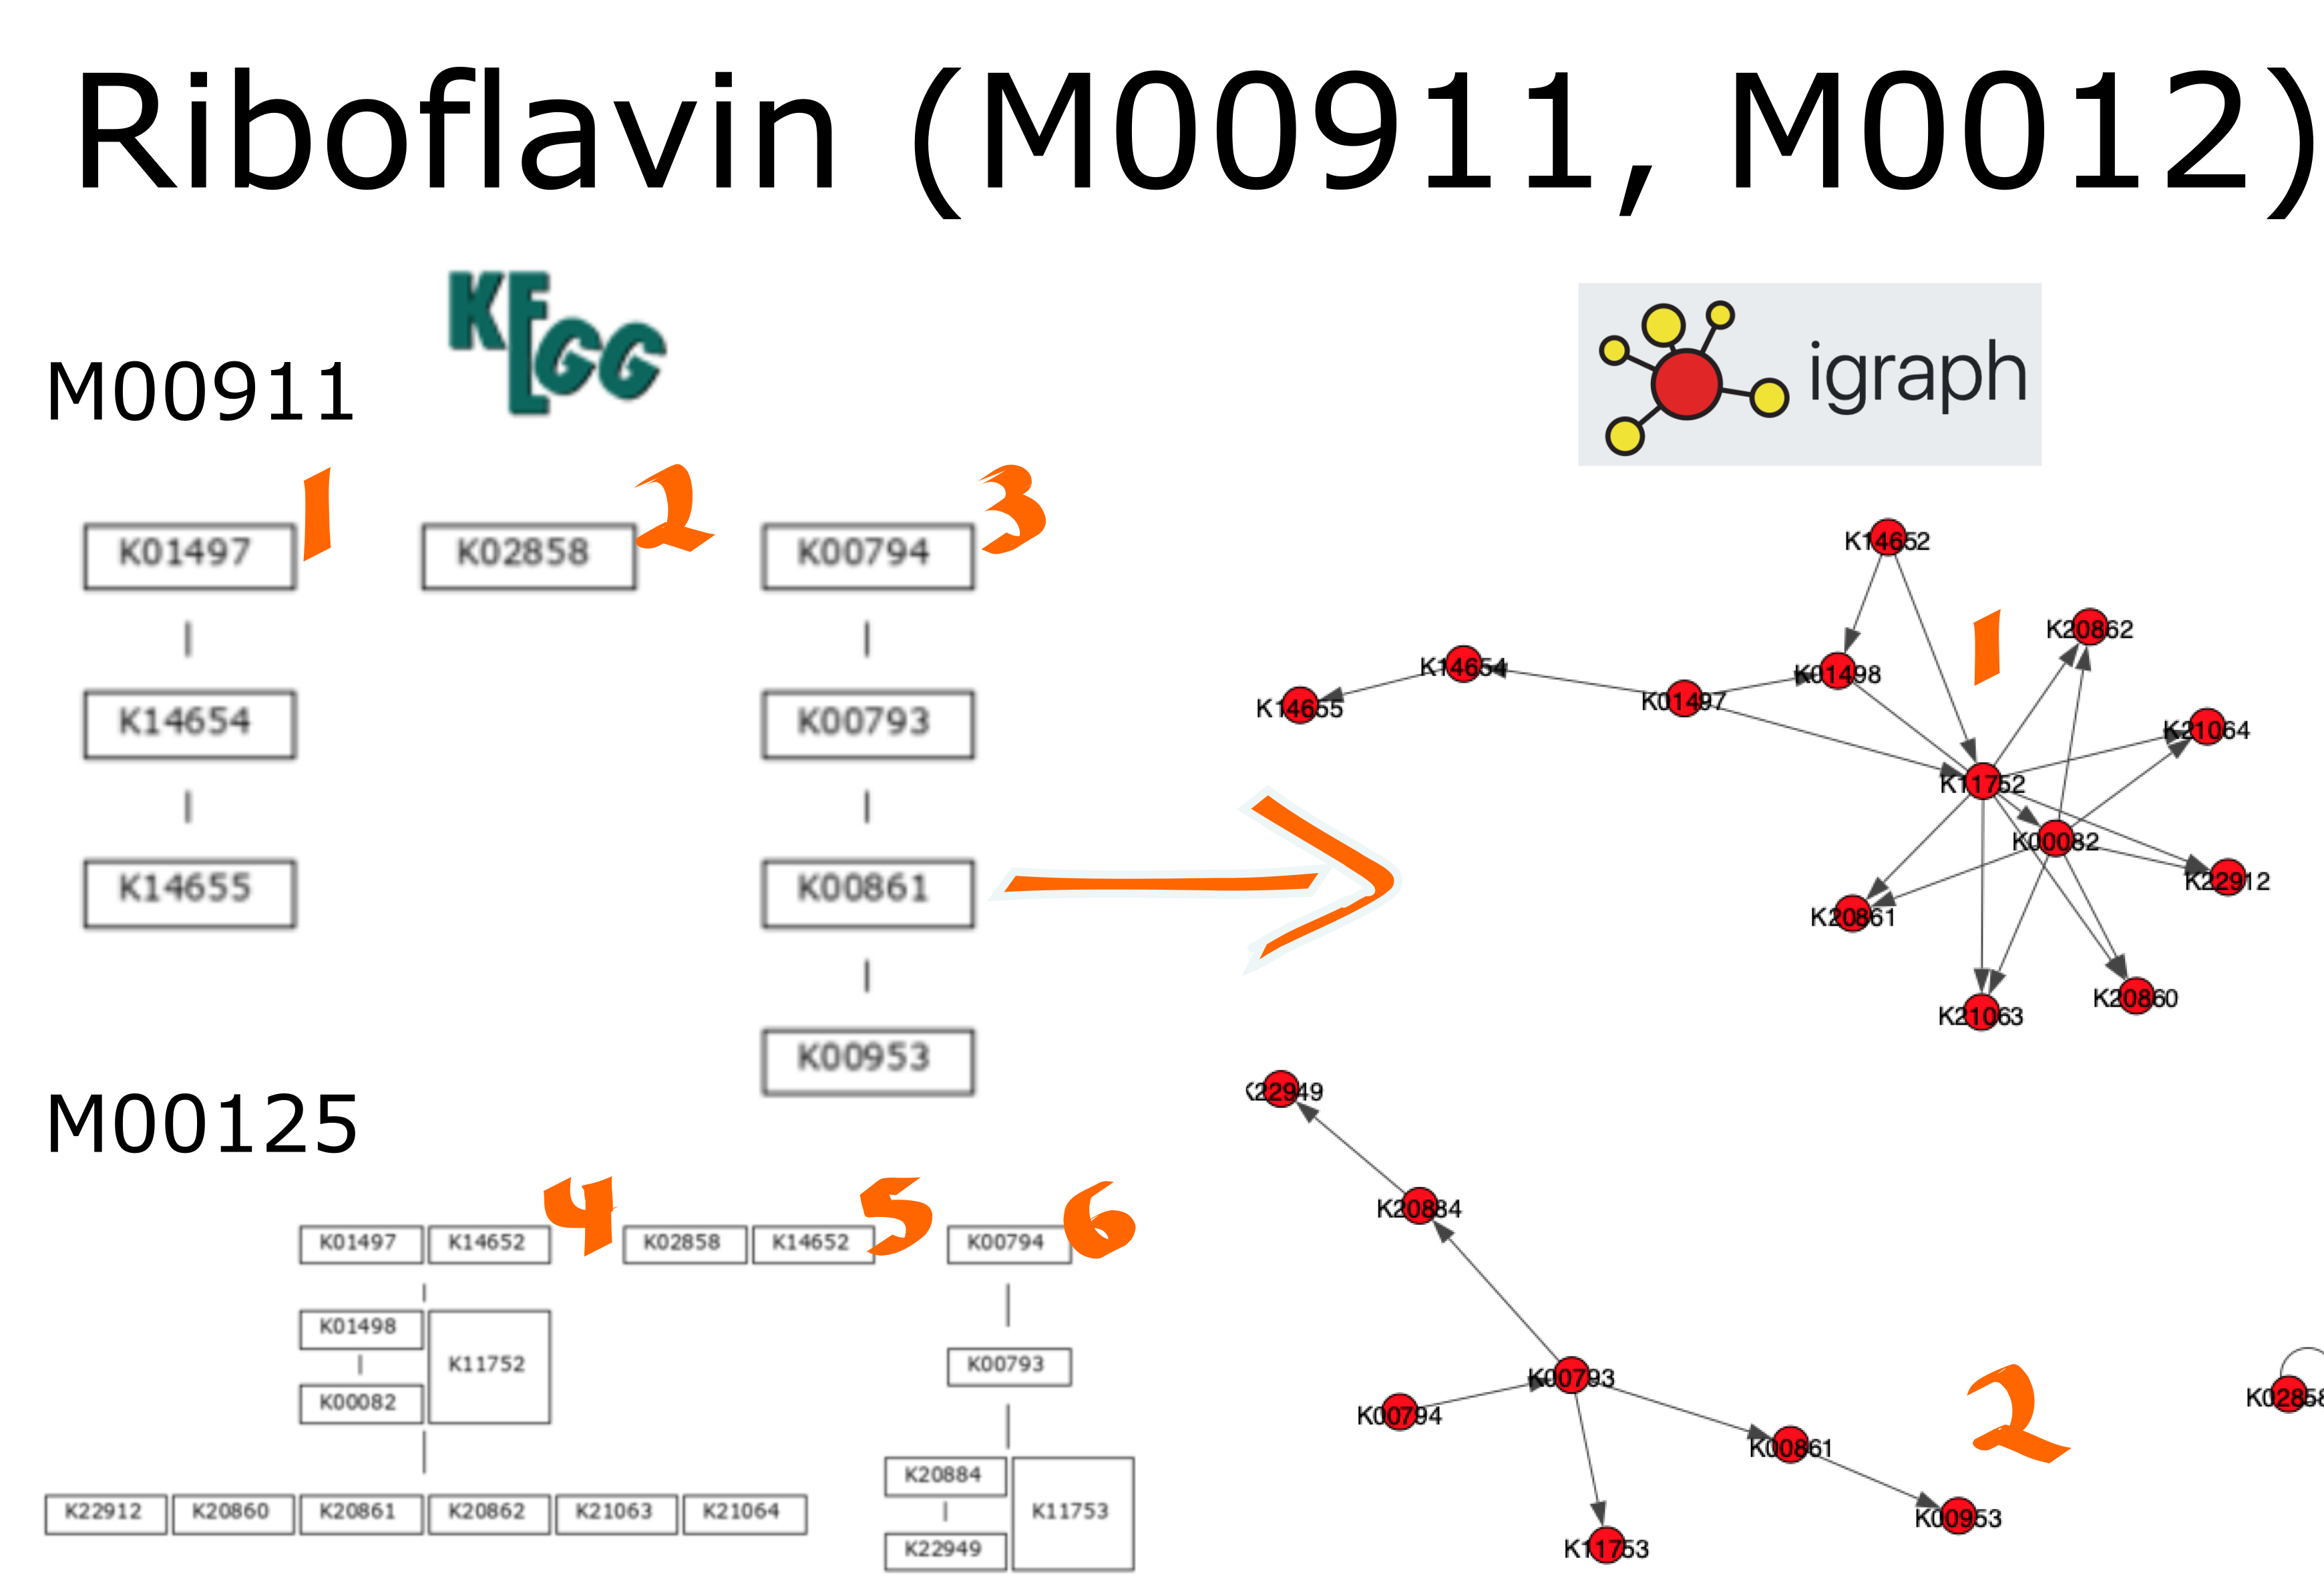 Riboflavin (M00911, M0012)
KEGG
igraph
M00911
1
2
3
K01497
K02858
K00794
K14654
K00793
K14655
K00861
K00953
M00125
4
5
6
K01497 K14652
K02858 K14652
K00794
K01498
K11752
K00082
K00793
K20884
K11753
K22949
K22912 K20860 K20861 K20862 K21063 K21064
K14652
1
K20862
K14654
K01498
K14655
K01497
K21064
K11752
K00082
K22912
K20861
K20860
K21063
K22949
K20884
K00793
2
K02858
K00794
K00861
K00953
K11753